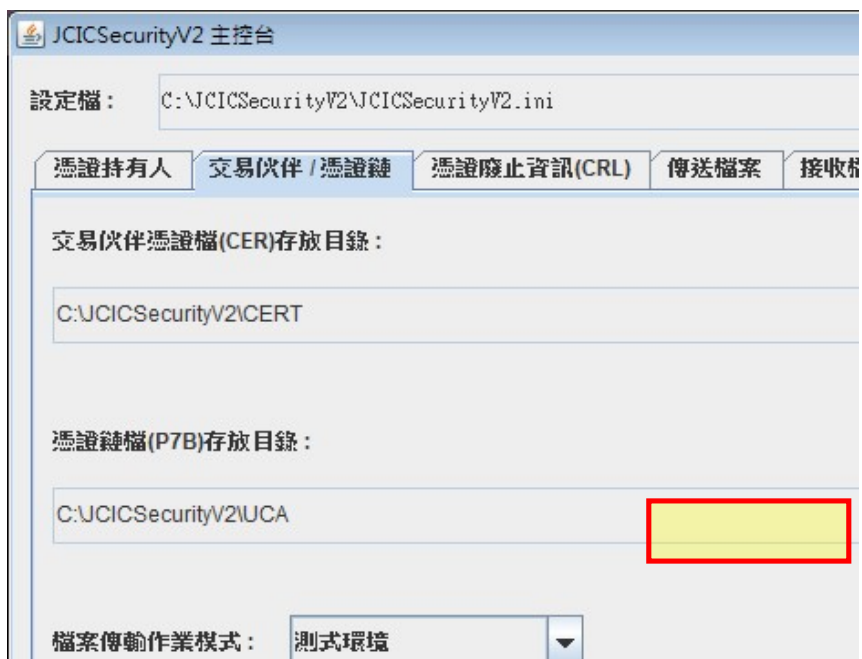 JCICSecurityV2 主控台
設定檔： C:\JCICSecurityV2\JCICSecurityV2.ini
憑證持有人 交易伙伴 / 憑證鏈 憑證廢止資訊(CRL) 傳送檔案 接收檔
交易伙伴憑證檔(CER)存放目錄：
C:\JCICSecurityV2\CERT
憑證鏈檔(P7B)存放目錄：
C:\JCICSecurityV2\UCA
檔案傳輸作業模式： 測式環境